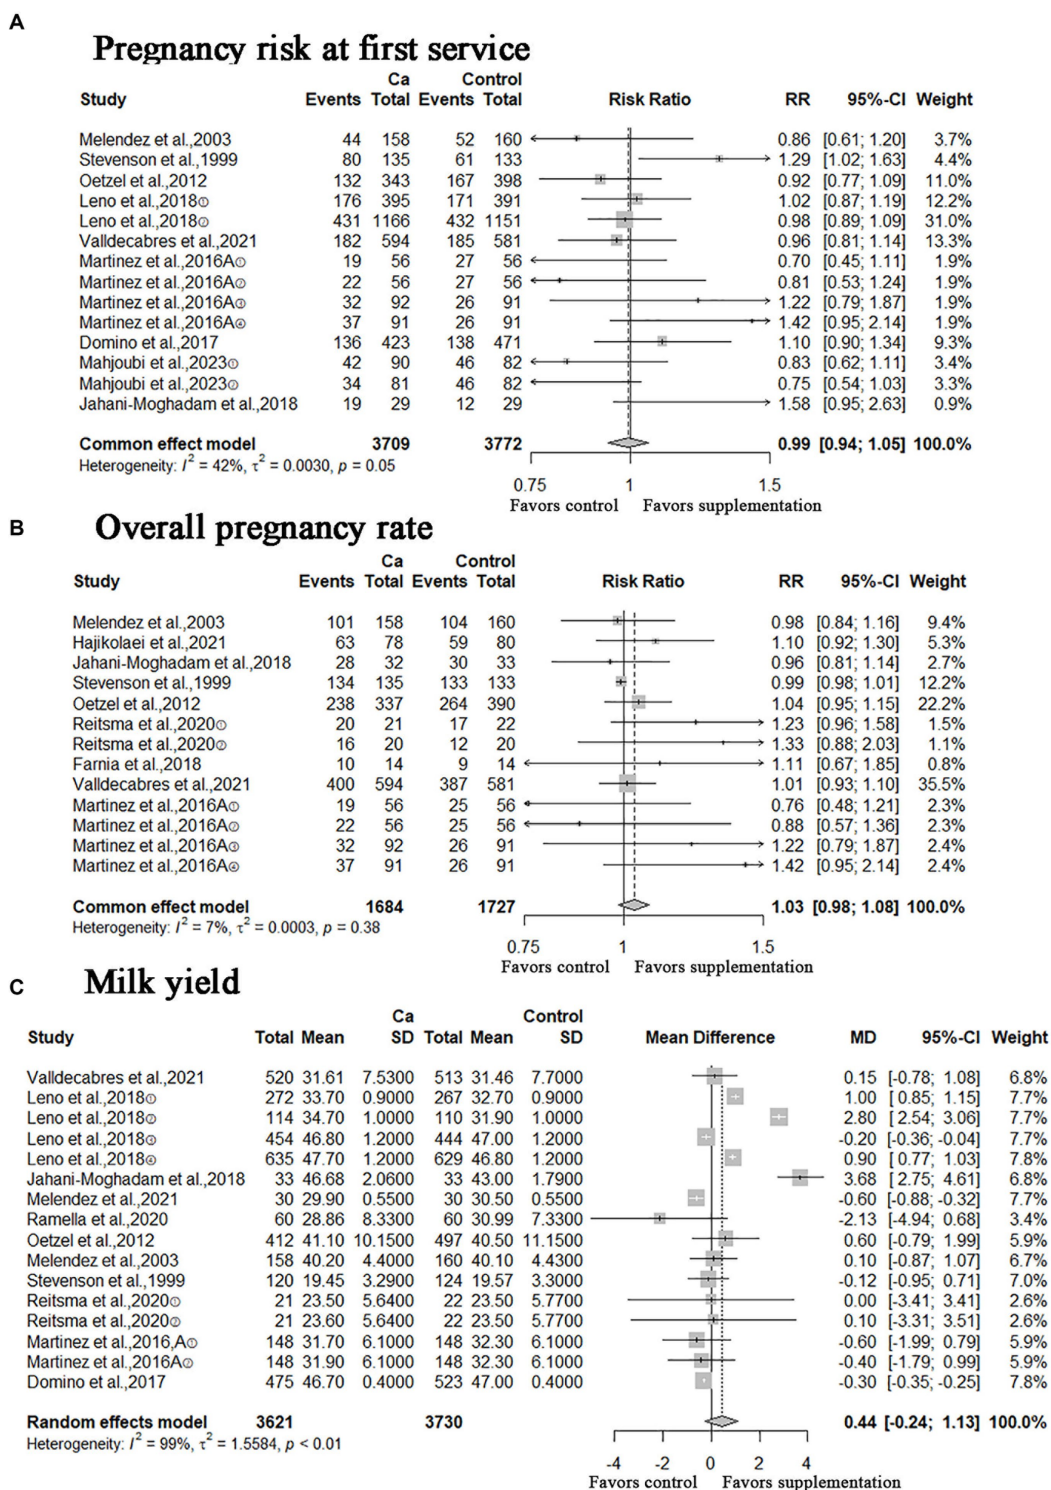 A
Pregnancy risk at first service
Ca Control
Study Events Total Events Total Risk Ratio RR 95%-CI Weight
Melendez et al.,2003 44 158 52 160 0.86 [0.61; 1.20] 3.7%
Stevenson et al.,1999 80 135 61 133 1.29 [1.02; 1.63] 4.4%
Oetzel et al.,2012 132 343 167 398 0.92 [0.77; 1.09] 11.0%
Leno et al.,2018① 176 395 171 391 1.02 [0.87; 1.19] 12.2%
Leno et al.,2018② 431 1166 432 1151 0.98 [0.89; 1.09] 31.0%
Valldecabres et al.,2021 182 594 185 581 0.96 [0.81; 1.14] 13.3%
Martinez et al.,2016A① 19 56 27 56 0.70 [0.45; 1.11] 1.9%
Martinez et al.,2016A② 22 56 27 56 0.81 [0.53; 1.24] 1.9%
Martinez et al.,2016A③ 32 92 26 91 1.22 [0.79; 1.87] 1.9%
Martinez et al.,2016A④ 37 91 26 91 1.42 [0.95; 2.14] 1.9%
Domino et al.,2017 136 423 138 471 1.10 [0.90; 1.34] 9.3%
Mahjoubi et al.,2023① 42 90 46 82 0.83 [0.62; 1.11] 3.4%
Mahjoubi et al.,2023② 34 81 46 82 0.75 [0.54; 1.03] 3.3%
Jahani-Moghadam et al.,2018 19 29 12 29 1.58 [0.95; 2.63] 0.9%
Common effect model 3709 3772 0.99 [0.94; 1.05] 100.0%
Heterogeneity: I² = 42%, τ² = 0.0030, p = 0.05
0.75 1 1.5
Favors control Favors supplementation
B
Overall pregnancy rate
Ca Control
Study Events Total Events Total Risk Ratio RR 95%-CI Weight
Melendez et al.,2003 101 158 104 160 0.98 [0.84; 1.16] 9.4%
Hajikolaei et al.,2021 63 78 59 80 1.10 [0.92; 1.30] 5.3%
Jahani-Moghadam et al.,2018 28 32 30 33 0.96 [0.81; 1.14] 2.7%
Stevenson et al.,1999 134 135 133 133 0.99 [0.98; 1.01] 12.2%
Oetzel et al.,2012 238 337 264 390 1.04 [0.95; 1.15] 22.2%
Reitsma et al.,2020① 20 21 17 22 1.23 [0.96; 1.58] 1.5%
Reitsma et al.,2020② 16 20 12 20 1.33 [0.88; 2.03] 1.1%
Farnia et al.,2018 10 14 9 14 1.11 [0.67; 1.85] 0.8%
Valldecabres et al.,2021 400 594 387 581 1.01 [0.93; 1.10] 35.5%
Martinez et al.,2016A① 19 56 25 56 0.76 [0.48; 1.21] 2.3%
Martinez et al.,2016A② 22 56 25 56 0.88 [0.57; 1.36] 2.3%
Martinez et al.,2016A③ 32 92 26 91 1.22 [0.79; 1.87] 2.4%
Martinez et al.,2016A④ 37 91 26 91 1.42 [0.95; 2.14] 2.4%
Common effect model 1684 1727 1.03 [0.98; 1.08] 100.0%
Heterogeneity: I² = 7%, τ² = 0.0003, p = 0.38
0.75 1 1.5
Favors control Favors supplementation
C
Milk yield
Ca Control
Study Total Mean SD Total Mean SD Mean Difference MD 95%-CI Weight
Valldecabres et al.,2021 520 31.61 7.5300 513 31.46 7.7000 0.15 [-0.78; 1.08] 6.8%
Leno et al.,2018① 272 33.70 0.9000 267 32.70 0.9000 1.00 [ 0.85; 1.15] 7.7%
Leno et al.,2018② 114 34.70 1.0000 110 31.90 1.0000 2.80 [ 2.54; 3.06] 7.7%
Leno et al.,2018③ 454 46.80 1.2000 444 47.00 1.2000 -0.20 [-0.36; -0.04] 7.7%
Leno et al.,2018④ 635 47.70 1.2000 629 46.80 1.2000 0.90 [ 0.77; 1.03] 7.8%
Jahani-Moghadam et al.,2018 33 46.68 2.0600 33 43.00 1.7900 3.68 [ 2.75; 4.61] 6.8%
Melendez et al.,2021 30 29.90 0.5500 30 30.50 0.5500 -0.60 [-0.88; -0.32] 7.7%
Ramella et al.,2020 60 28.86 8.3300 60 30.99 7.3300 -2.13 [-4.94; 0.68] 3.4%
Oetzel et al.,2012 412 41.10 10.1500 497 40.50 11.1500 0.60 [-0.79; 1.99] 5.9%
Melendez et al.,2003 158 40.20 4.4000 160 40.10 4.4300 0.10 [-0.87; 1.07] 6.7%
Stevenson et al.,1999 120 19.45 3.2900 124 19.57 3.3000 -0.12 [-0.95; 0.71] 7.0%
Reitsma et al.,2020① 21 23.50 5.6400 22 23.50 5.7700 0.00 [-3.41; 3.41] 2.6%
Reitsma et al.,2020② 21 23.60 5.6400 22 23.50 5.7700 0.10 [-3.31; 3.51] 2.6%
Martinez et al.,2016,A① 148 31.70 6.1000 148 32.30 6.1000 -0.60 [-1.99; 0.79] 5.9%
Martinez et al.,2016A② 148 31.90 6.1000 148 32.30 6.1000 -0.40 [-1.79; 0.99] 5.9%
Domino et al.,2017 475 46.70 0.4000 523 47.00 0.4000 -0.30 [-0.35; -0.25] 7.8%
Random effects model 3621 3730 0.44 [-0.24; 1.13] 100.0%
Heterogeneity: I² = 99%, τ² = 1.5584, p < 0.01
-4 -2 0 2 4
Favors control Favors supplementation